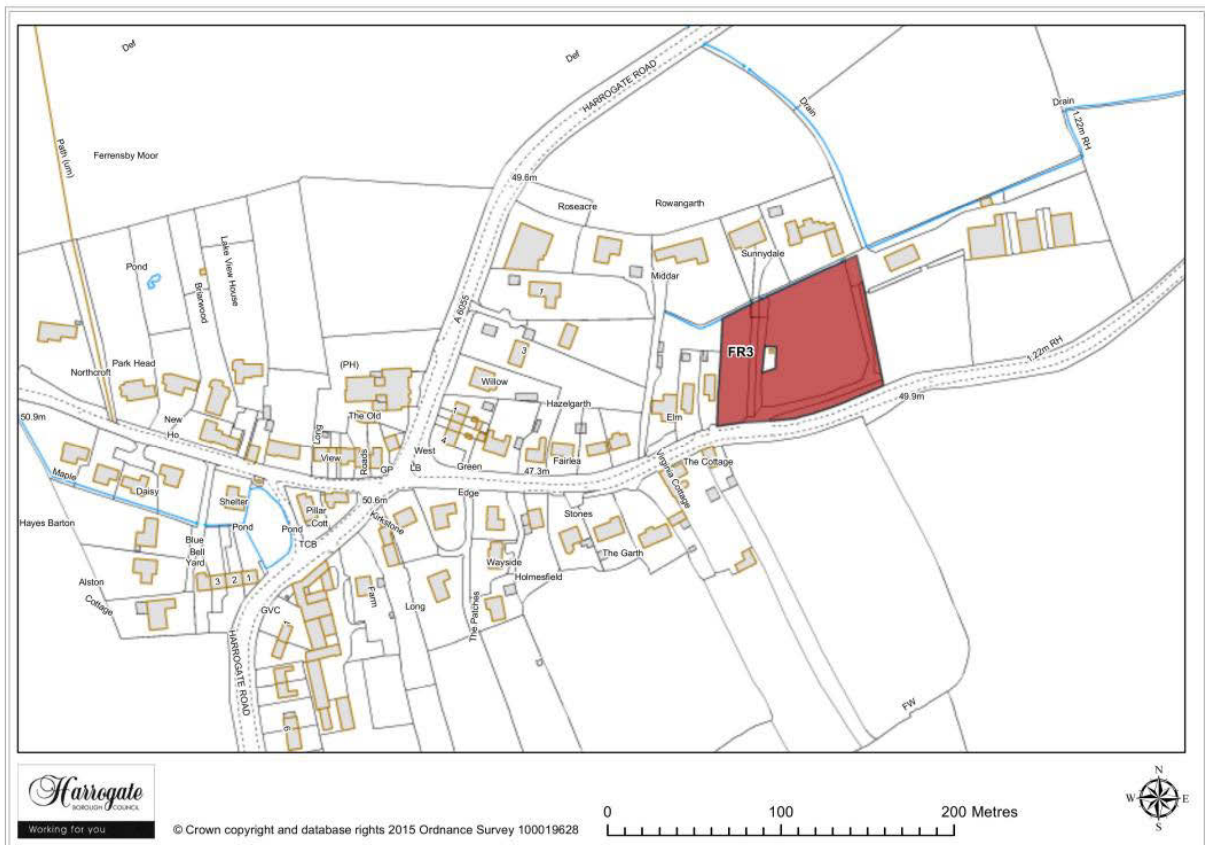 Def
Def
HARROGATE ROAD
Drain
Drain
1.22m RH
Path (um)
Ferrensby Moor
49.6m
Roseacre
Rowangarth
Lake View House
Pond
Briarwood
Sunnydale
Middar
1
A 6055
FR3
1.22m RH
3
Park Head
Northcroft
(PH)
Willow
49.9m
50.9m
New
Ho
The Old
Hazelgarth
1
Elm
Long
View
Roads
4
West
Fairlea
GP
LB
Green
47.3m
Virginia Cottage
The Cottage
Maple
Daisy
Edge
Shelter
50.6m
Pillar
Cott
Kirkstone
Stones
Hayes Barton
Pond
Pond
TCB
Blue
Bell
Yard
The Garth
Wayside
Holmesfield
Alston
Cottage
3 2 1
GVC
Farm
Long
The Patches
1
HARROGATE ROAD
FW
6
Harrogate
BOROUGH COUNCIL
Working for you
© Crown copyright and database rights 2015 Ordnance Survey 100019628
0 100 200 Metres
N
W E
S